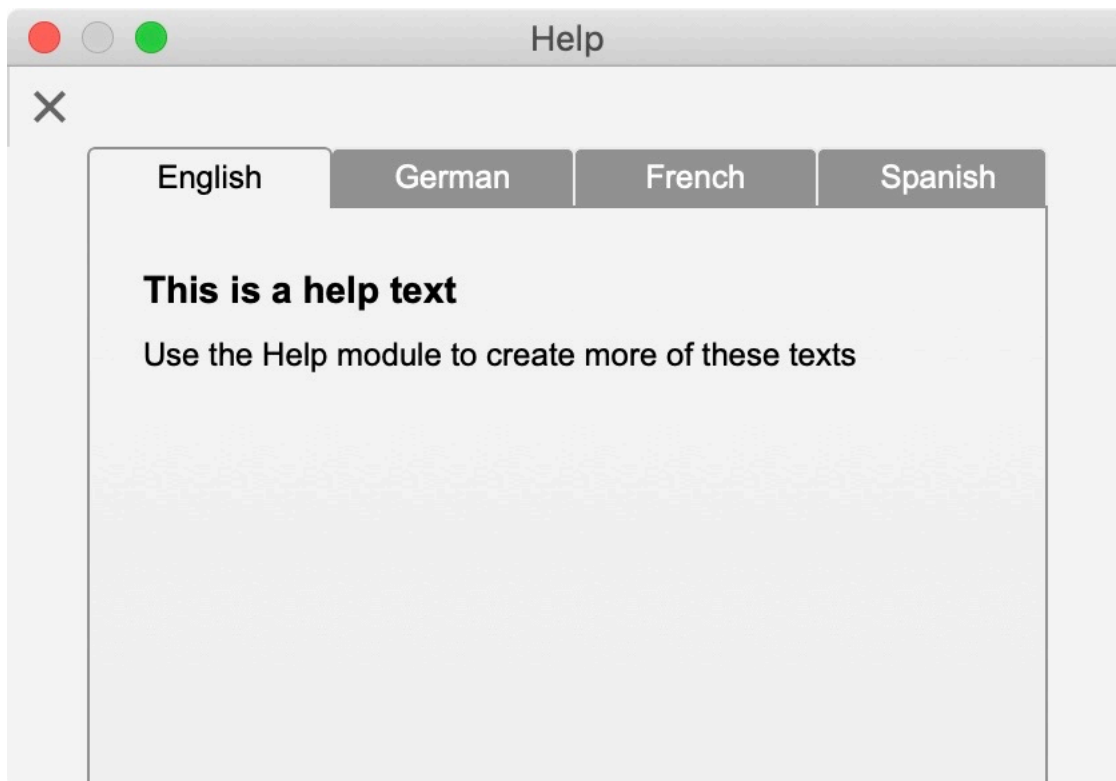 Help
English German French Spanish
This is a help text
Use the Help module to create more of these texts